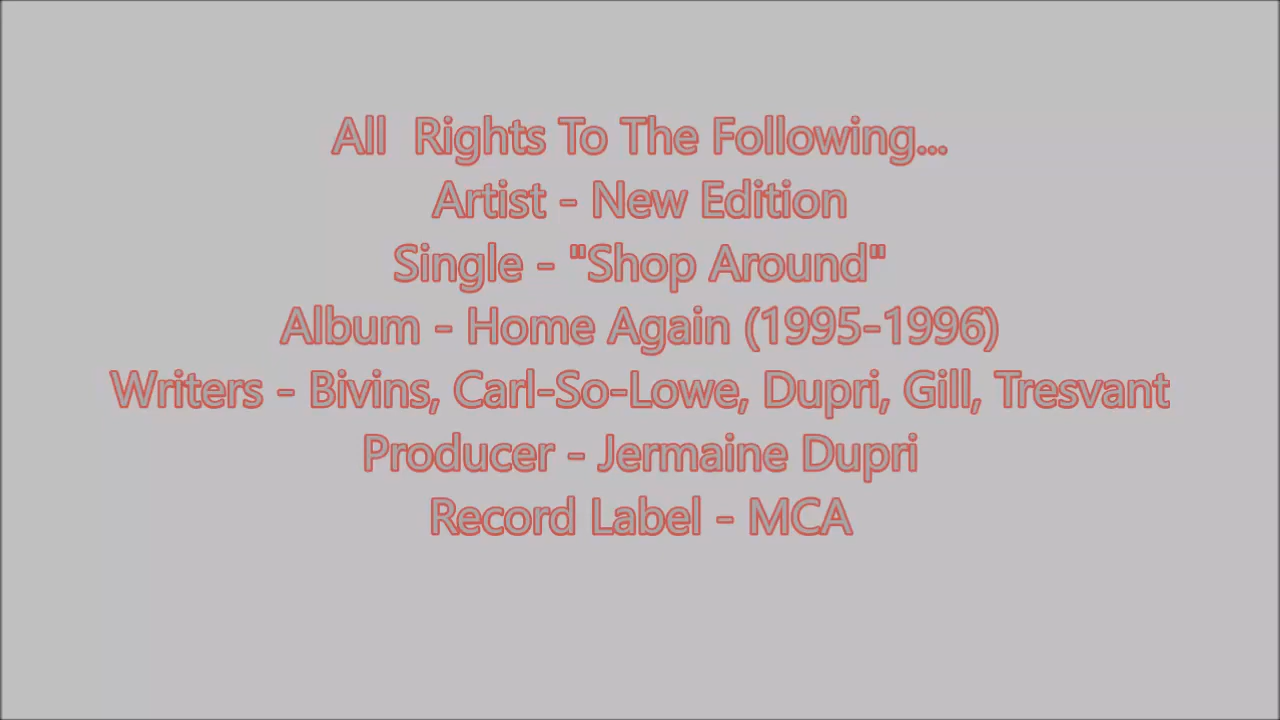 All  Rights To The Following...
Artist - New Edition
Single - "Shop Around"
Album - Home Again (1995-1996)
Writers - Bivins, Carl-So-Lowe, Dupri, Gill, Tresvant
Producer - Jermaine Dupri
Record Label - MCA